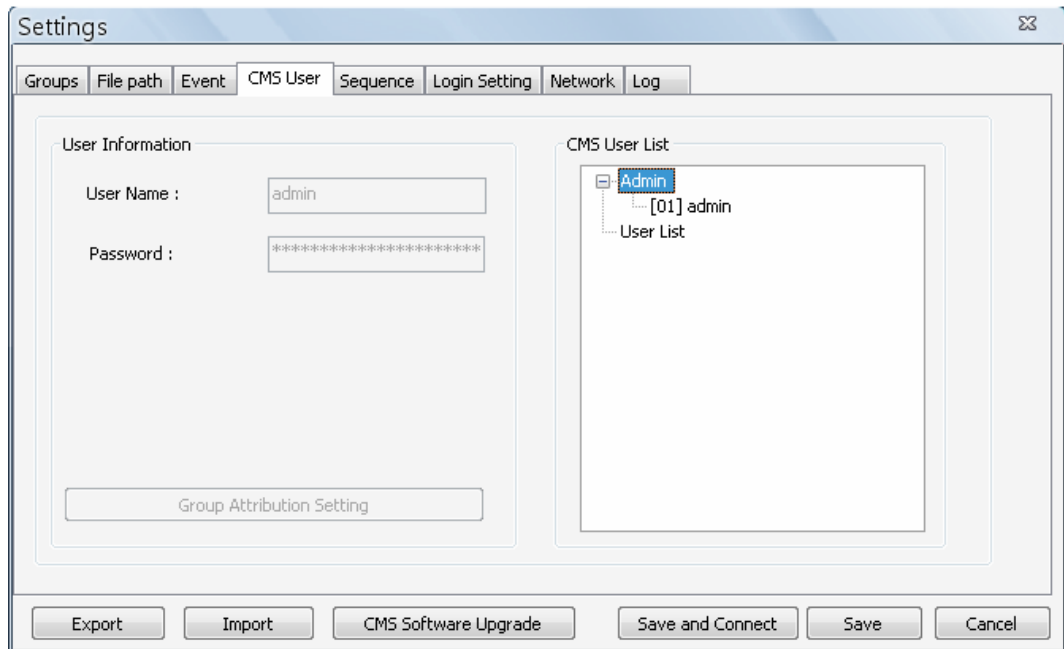 Settings
Groups File path Event CMS User Sequence Login Setting Network Log
User Information
User Name : admin
Password : ***********************
Group Attribution Setting
CMS User List
Admin
[01] admin
User List
Export Import CMS Software Upgrade Save and Connect Save Cancel